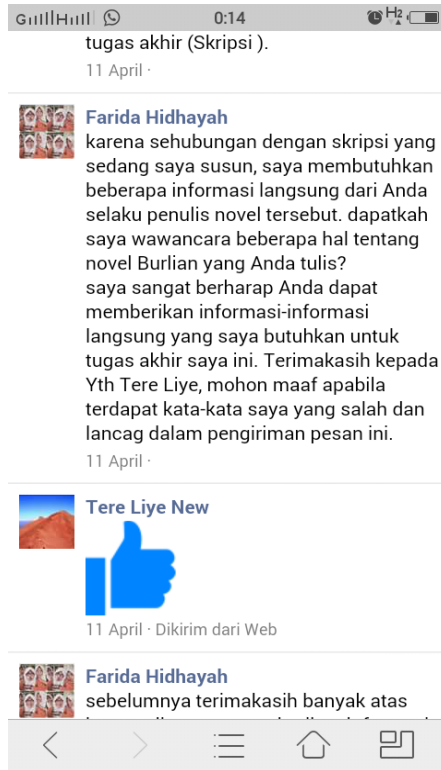 0:14
tugas akhir (Skripsi ).
11 April ·
Farida Hidhayah
karena sehubungan dengan skripsi yang
sedang saya susun, saya membutuhkan
beberapa informasi langsung dari Anda
selaku penulis novel tersebut. dapatkah
saya wawancara beberapa hal tentang
novel Burlian yang Anda tulis?
saya sangat berharap Anda dapat
memberikan informasi-informasi
langsung yang saya butuhkan untuk
tugas akhir saya ini. Terimakasih kepada
Yth Tere Liye, mohon maaf apabila
terdapat kata-kata saya yang salah dan
lancag dalam pengiriman pesan ini.
11 April ·
Tere Liye New
11 April · Dikirim dari Web
Farida Hidhayah
sebelumnya terimakasih banyak atas